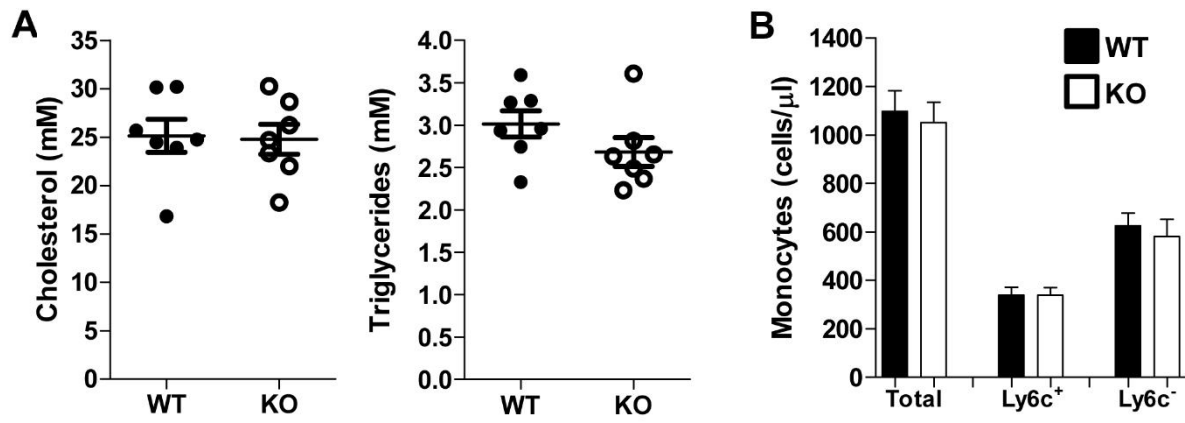 A
Cholesterol (mM)
35
30
25
20
15
10
5
0
WT
KO
Triglycerides (mM)
4.0
3.5
3.0
2.5
2.0
1.5
1.0
0.5
0.0
WT
KO
B
Monocytes (cells/μl)
1400
1200
1000
800
600
400
200
0
WT
KO
Total
Ly6c⁺
Ly6c⁻